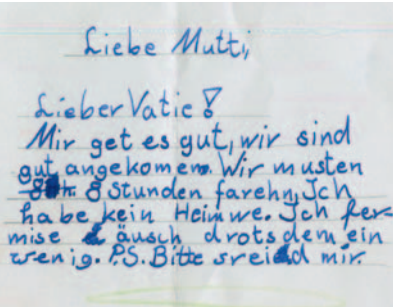 Liebe Mutti,
Lieber Vatie!
Mir get es gut, wir sind
gut angekomen. Wir musten
8 Stunden farehn, Ich
habe kein Heimwe. Ich fer-
mise äusch drotsdem ein
wenig. P.S. Bitte sreid mir.